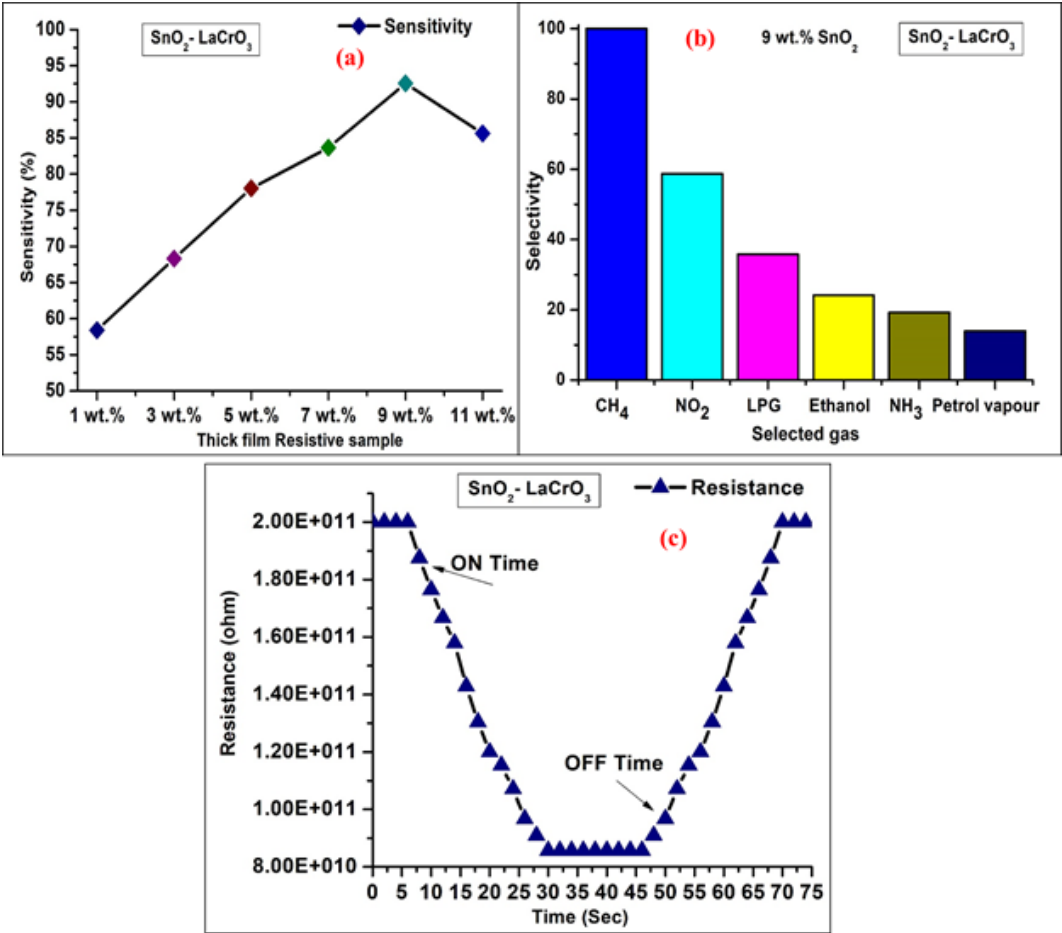 SnO₂- LaCrO₃
Sensitivity
(a)
Sensitivity (%)
100
95
90
85
80
75
70
65
60
55
50
1 wt.% 3 wt.% 5 wt.% 7 wt.% 9 wt.% 11 wt.%
Thick film Resistive sample
(b) 9 wt.% SnO₂ SnO₂- LaCrO₃
Selectivity
100
80
60
40
20
0
CH₄ NO₂ LPG Ethanol NH₃ Petrol vapour
Selected gas
SnO₂- LaCrO₃
Resistance
(c)
Resistance (ohm)
2.00E+011
1.80E+011
1.60E+011
1.40E+011
1.20E+011
1.00E+011
8.00E+010
ON Time
OFF Time
0 5 10 15 20 25 30 35 40 45 50 55 60 65 70 75
Time (Sec)